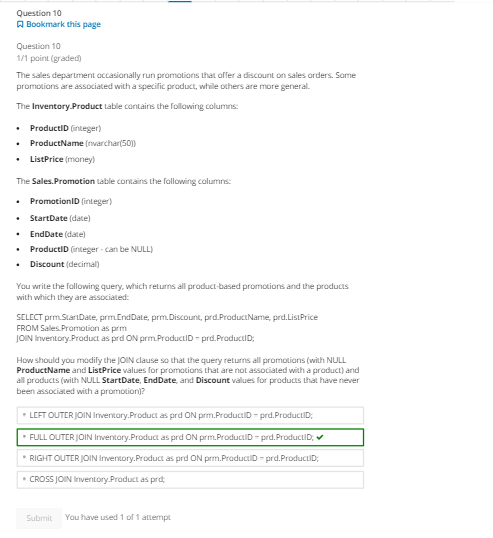 Question 10
Bookmark this page
Question 10
1/1 point (graded)
The sales department occasionally run promotions that offer a discount on sales orders. Some
promotions are associated with a specific product, while others are more general.
The Inventory.Product table contains the following columns:
• ProductID (integer)
• ProductName (nvarchar(50))
• ListPrice (money)
The Sales.Promotion table contains the following columns:
• PromotionID (integer)
• StartDate (date)
• EndDate (date)
• ProductID (integer - can be NULL)
• Discount (decimal)
You write the following query, which returns all product-based promotions and the products
with which they are associated:
SELECT prm.StartDate, prm.EndDate, prm.Discount, prd.ProductName, prd.ListPrice
FROM Sales.Promotion as prm
JOIN Inventory.Product as prd ON prm.ProductID = prd.ProductID;
How should you modify the JOIN clause so that the query returns all promotions (with NULL
ProductName and ListPrice values for promotions that are not associated with a product) and
all products (with NULL StartDate, EndDate, and Discount values for products that have never
been associated with a promotion)?
* LEFT OUTER JOIN Inventory.Product as prd ON prm.ProductID = prd.ProductID;
* FULL OUTER JOIN Inventory.Product as prd ON prm.ProductID = prd.ProductID; ✔
* RIGHT OUTER JOIN Inventory.Product as prd ON prm.ProductID = prd.ProductID;
* CROSS JOIN Inventory.Product as prd;
Submit You have used 1 of 1 attempt